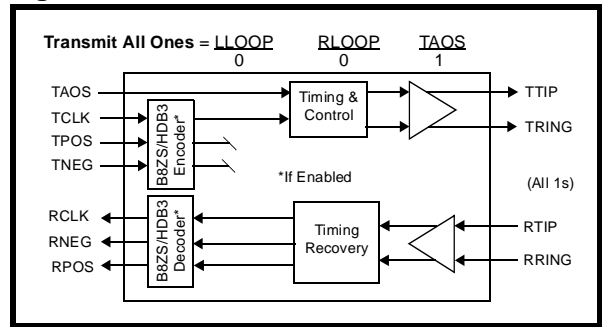 Transmit All Ones = LLOOP RLOOP TAOS
0 0 1
TAOS
TCLK
TPOS
TNEG
B8ZS/HDB3
Encoder*
Timing &
Control
TTIP
TRING
*If Enabled
(All 1s)
RCLK
RNEG
RPOS
B8ZS/HDB3
Decoder*
Timing
Recovery
RTIP
RRING